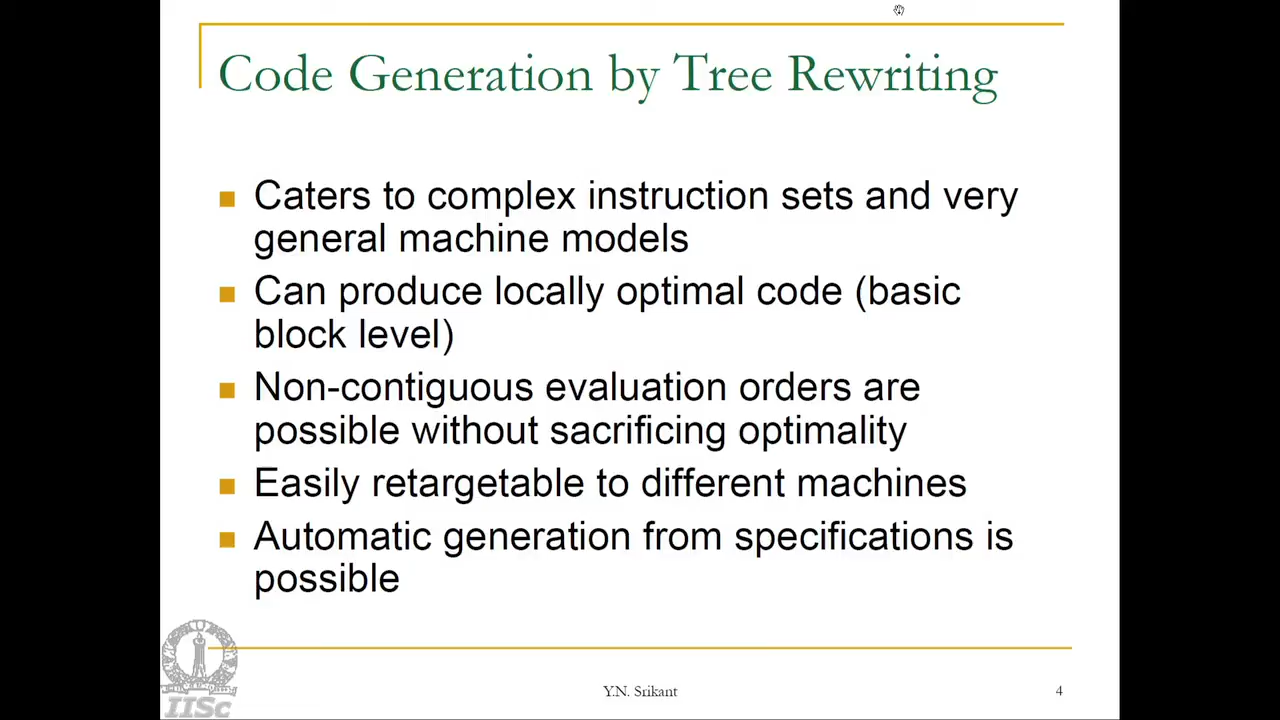 Code Generation by Tree Rewriting
Caters to complex instruction sets and very
general machine models
Can produce locally optimal code (basic
block level)
Non-contiguous evaluation orders are
possible without sacrificing optimality
Easily retargetable to different machines
Automatic generation from specifications is
possible
IISc
Y.N. Srikant
4